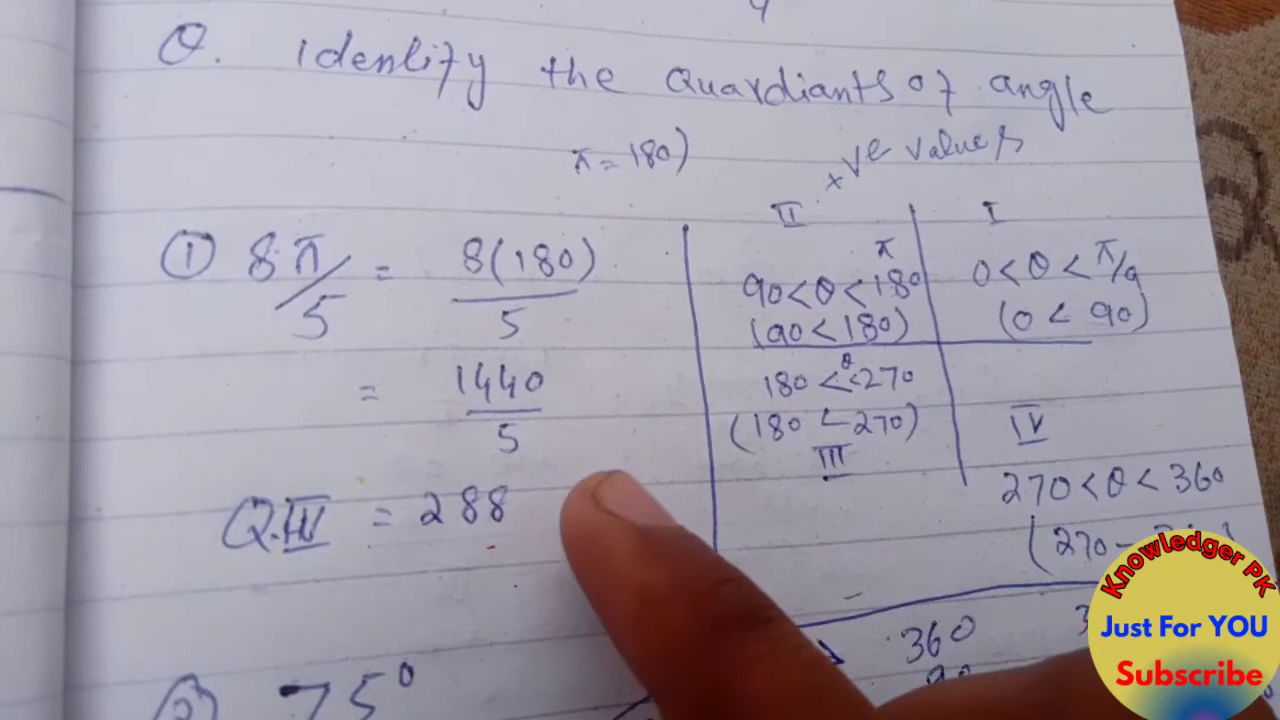 Q. Identify the Quardiants of angle
π = 180)
+ve values
① 8π/5 = 8(180)/5
= 1440/5
Q.IV = 288
II
π
90<θ<180
(90<180)
I
0<θ<π/2
(0<90)
180<θ<270
(180<270)
III
IV
270<θ<360
(270-
360
② 75°
Knowledger PK
Just For YOU
Subscribe